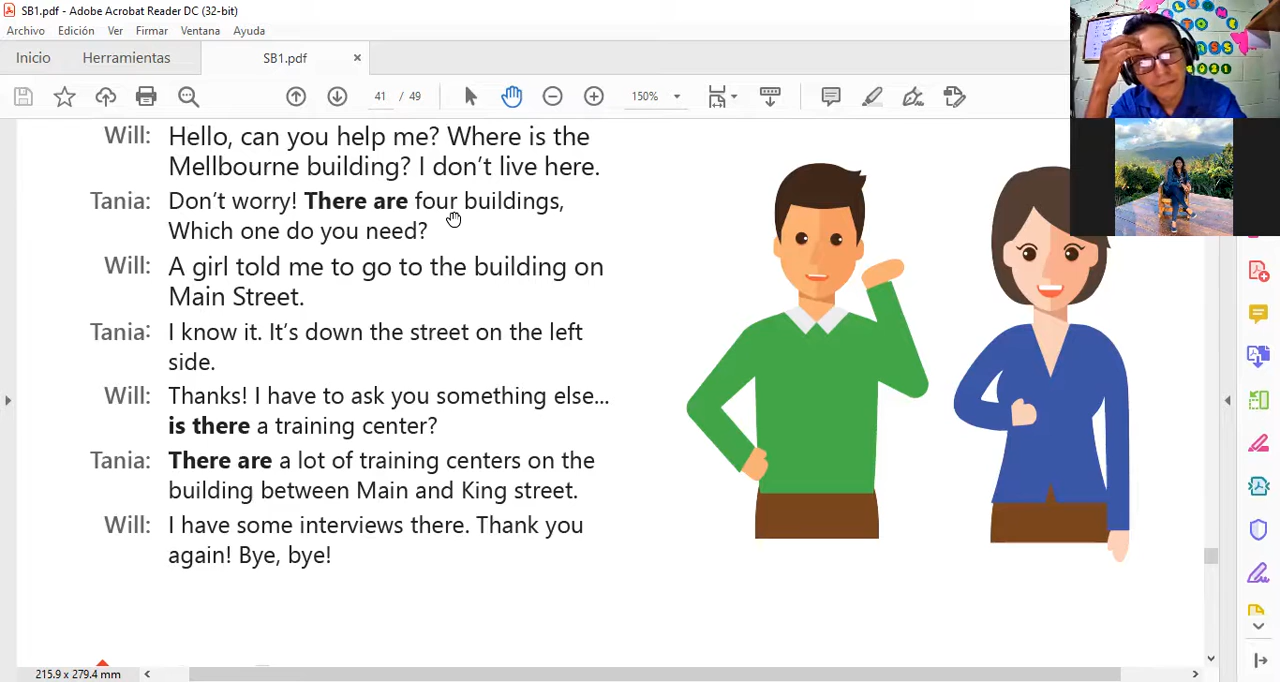 SB1.pdf - Adobe Acrobat Reader DC (32-bit)
Archivo Edición Ver Firmar Ventana Ayuda
Inicio Herramientas SB1.pdf ×
41 / 49 150%
Will: Hello, can you help me? Where is the
Mellbourne building? I don't live here.
Tania: Don't worry! There are four buildings,
Which one do you need?
Will: A girl told me to go to the building on
Main Street.
Tania: I know it. It's down the street on the left
side.
Will: Thanks! I have to ask you something else...
is there a training center?
Tania: There are a lot of training centers on the
building between Main and King street.
Will: I have some interviews there. Thank you
again! Bye, bye!
215.9 x 279.4 mm